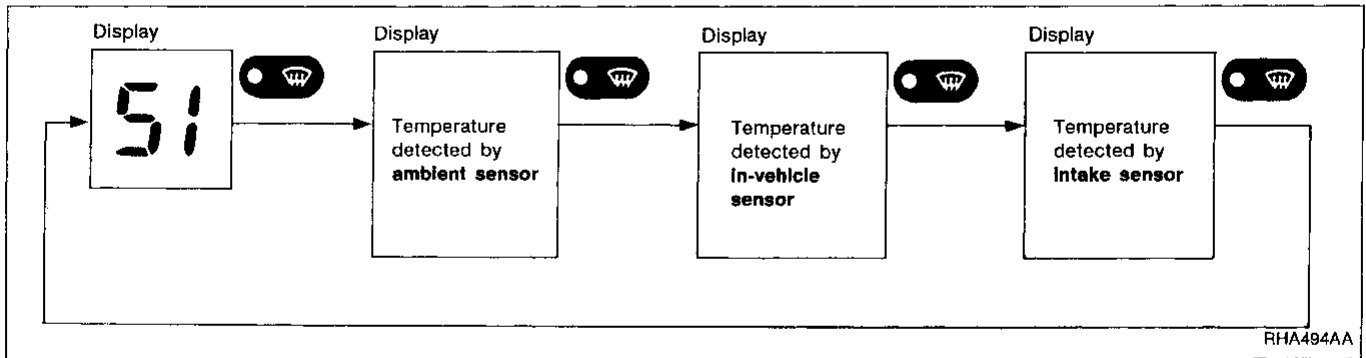 Display
51
Display
Temperature
detected by
ambient sensor
Display
Temperature
detected by
in-vehicle
sensor
Display
Temperature
detected by
intake sensor
RHA494AA